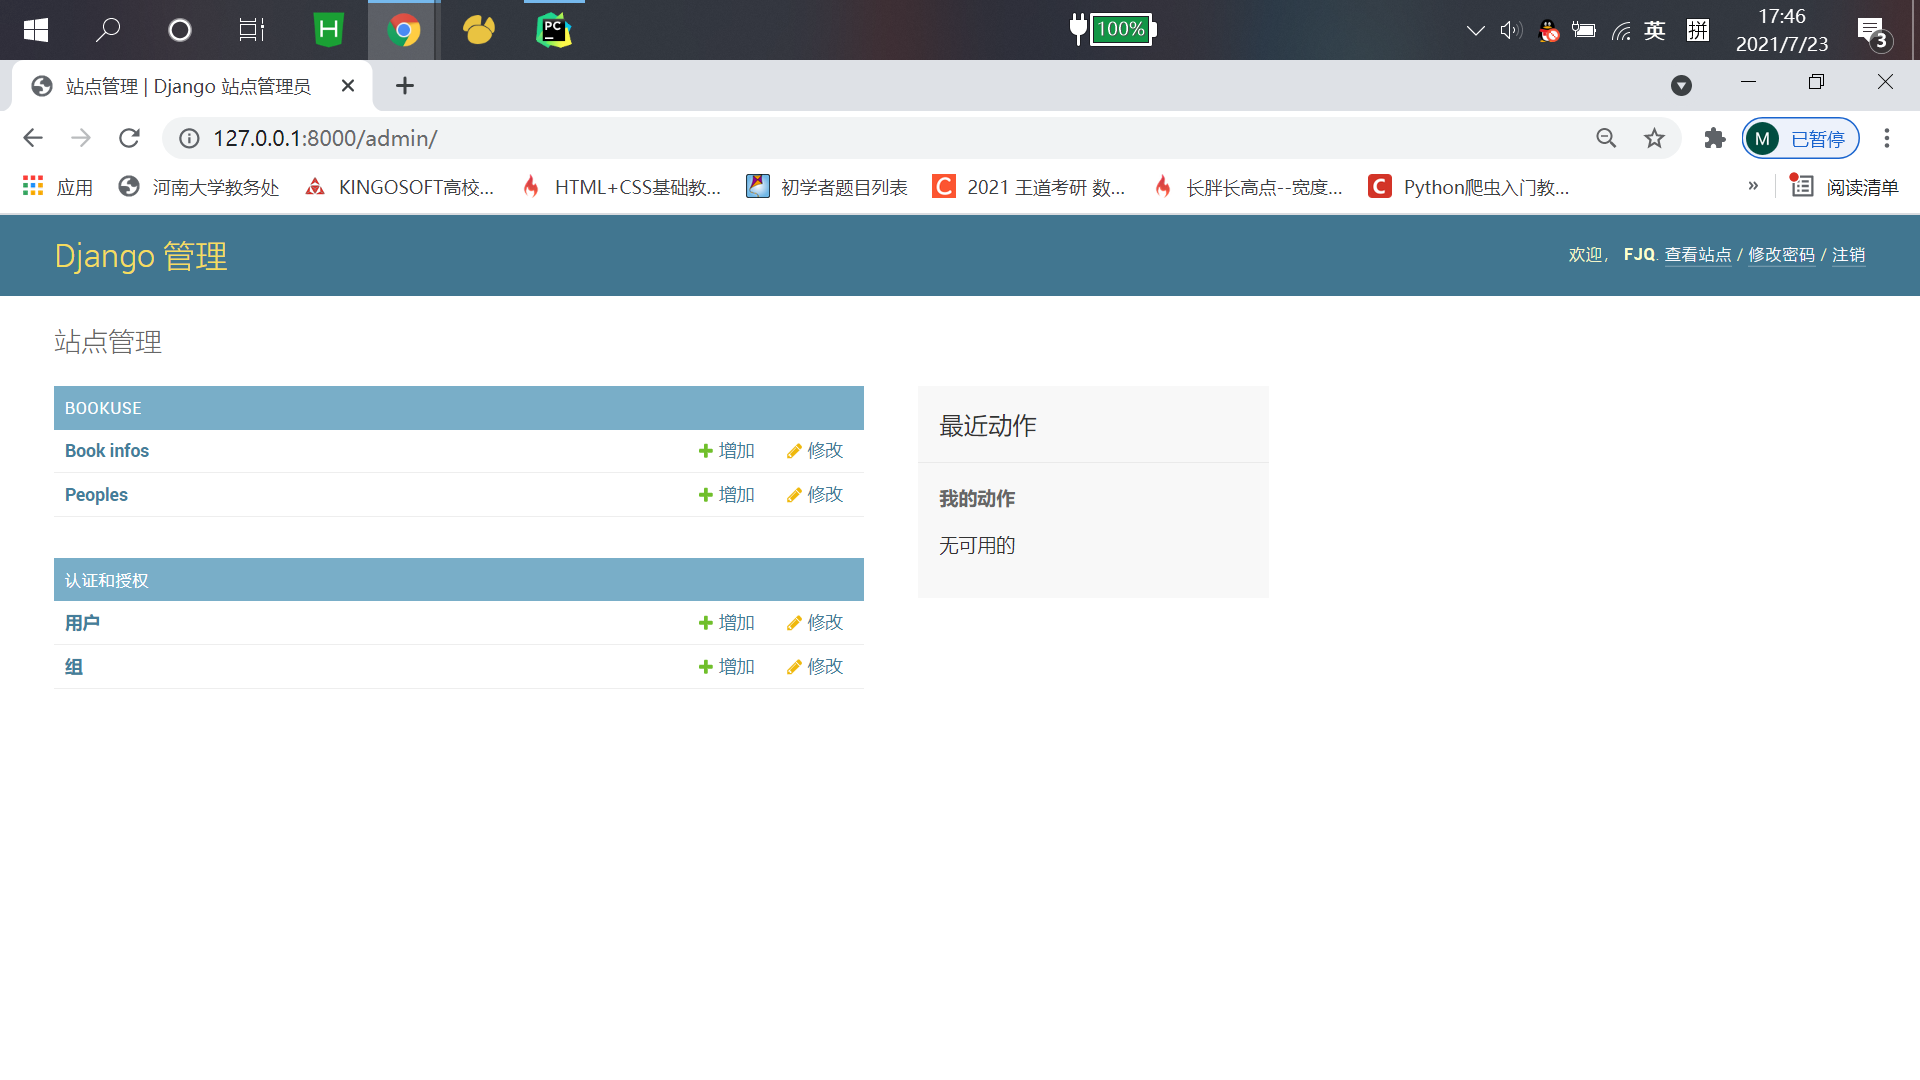 100%
英
拼
17:46
2021/7/23
3
站点管理 | Django 站点管理员
127.0.0.1:8000/admin/
M 已暂停
应用 河南大学教务处 KINGOSOFT高校... HTML+CSS基础教... 初学者题目列表 2021 王道考研 数... 长胖长高点--宽度... Python爬虫入门教... » 阅读清单
Django 管理
欢迎， FJQ. 查看站点 / 修改密码 / 注销
站点管理
BOOKUSE
Book infos 增加 修改
Peoples 增加 修改
认证和授权
用户 增加 修改
组 增加 修改
最近动作
我的动作
无可用的